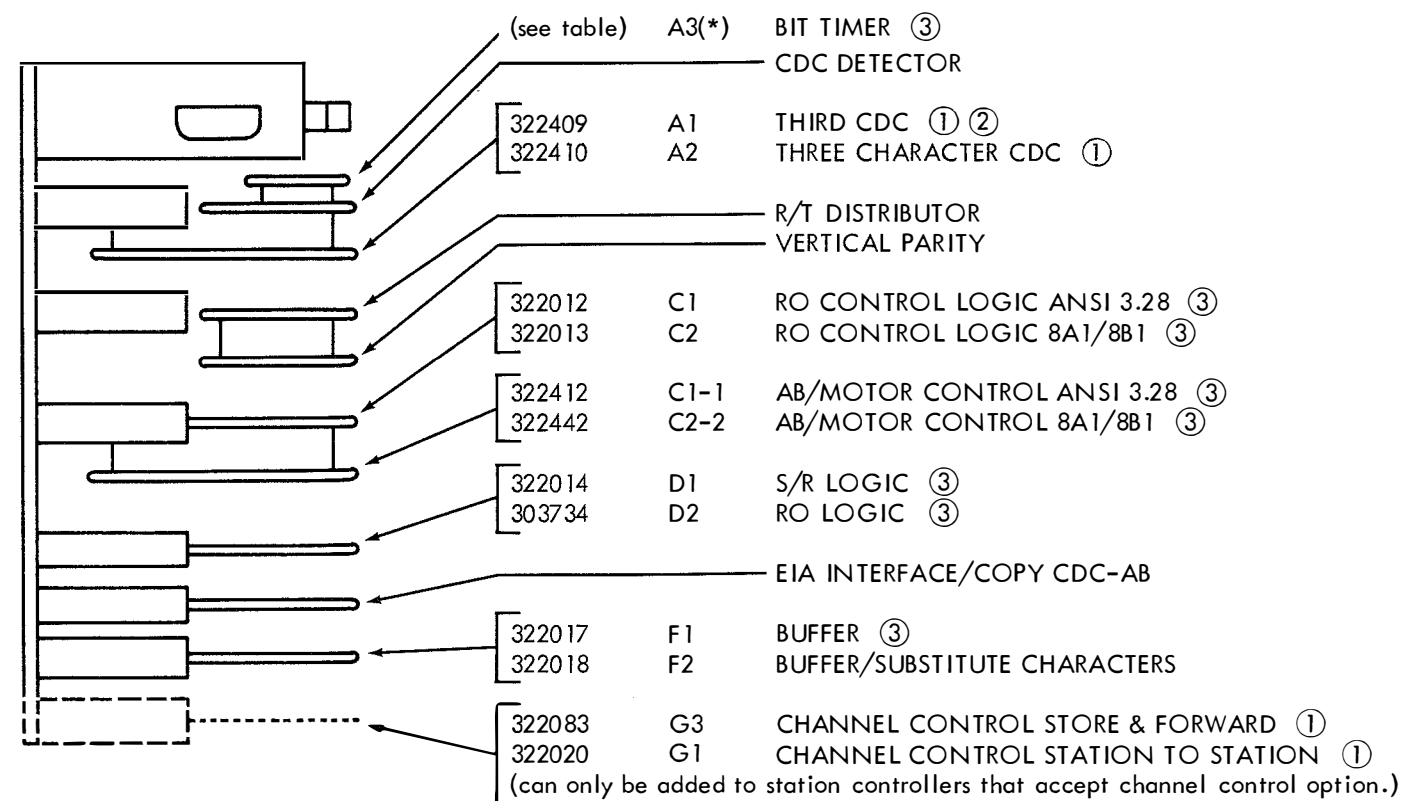 (see table) A3(*) BIT TIMER ③
CDC DETECTOR
322409 A1 THIRD CDC ① ②
322410 A2 THREE CHARACTER CDC ①
R/T DISTRIBUTOR
VERTICAL PARITY
322012 C1 RO CONTROL LOGIC ANSI 3.28 ③
322013 C2 RO CONTROL LOGIC 8A1/8B1 ③
322412 C1-1 AB/MOTOR CONTROL ANSI 3.28 ③
322442 C2-2 AB/MOTOR CONTROL 8A1/8B1 ③
322014 D1 S/R LOGIC ③
303734 D2 RO LOGIC ③
EIA INTERFACE/COPY CDC-AB
322017 F1 BUFFER ③
322018 F2 BUFFER/SUBSTITUTE CHARACTERS
322083 G3 CHANNEL CONTROL STORE & FORWARD ①
322020 G1 CHANNEL CONTROL STATION TO STATION ①
(can only be added to station controllers that accept channel control option.)